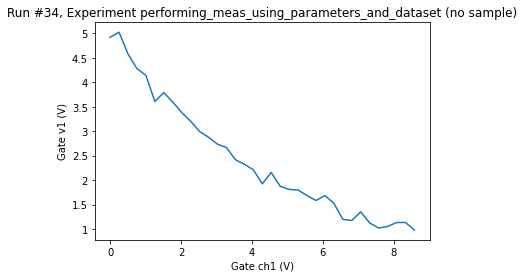 Run #34, Experiment performing_meas_using_parameters_and_dataset (no sample)
5
4.5
4
3.5
3
2.5
2
1.5
1
Gate v1 (V)
0 2 4 6 8
Gate ch1 (V)